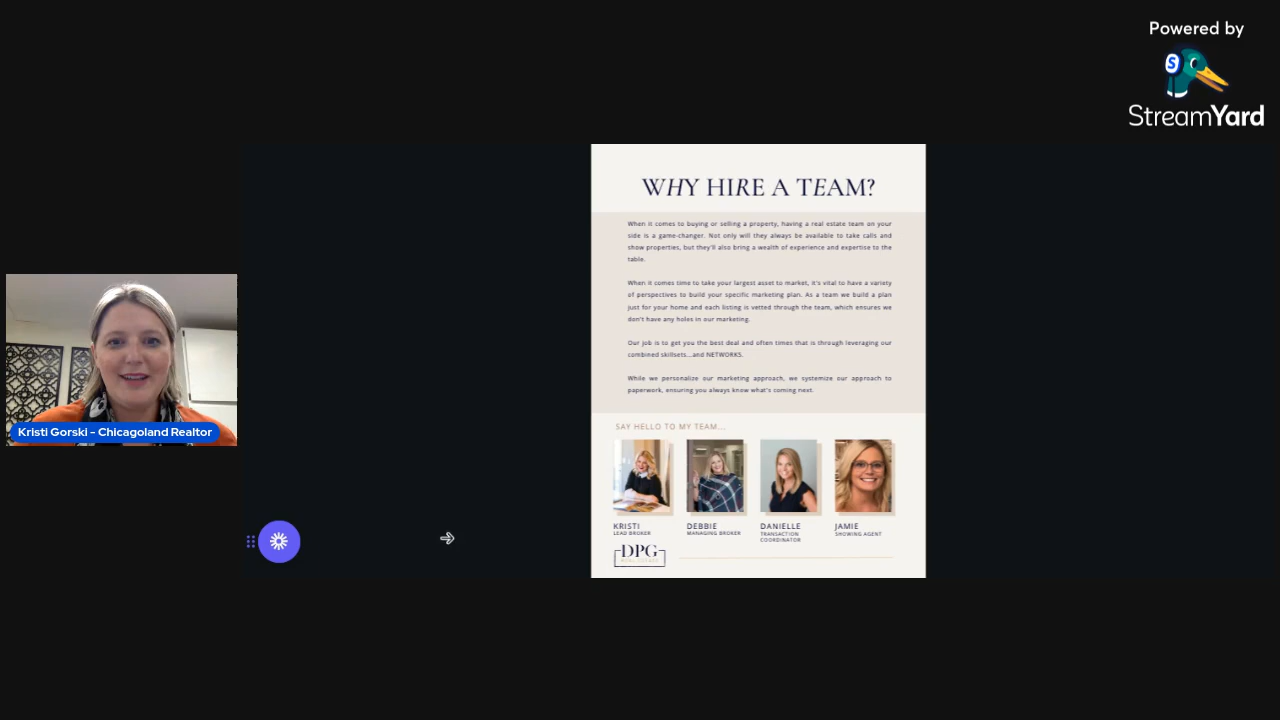 Powered by
StreamYard
WHY HIRE A TEAM?
When it comes to buying or selling a property, having a real estate team on your
side is a game-changer. Not only will they always be available to take calls and
show properties, but they'll also bring a wealth of experience and expertise to the
table.
When it comes time to take your largest asset to market, it's vital to have a variety
of perspectives to build your specific marketing plan. As a team we build a plan
just for your home and each listing is vetted through the team, which ensures we
don't have any holes in our marketing.
Our job is to get you the best deal and often times that is through leveraging our
combined skillsets...and NETWORKS.
While we personalize our marketing approach, we systemize our approach to
paperwork, ensuring you always know what's coming next.
SAY HELLO TO MY TEAM...
KRISTI
LEAD BROKER
DEBBIE
MANAGING BROKER
DANIELLE
TRANSACTION
COORDINATOR
JAMIE
SHOWING AGENT
DPG
Kristi Gorski - Chicagoland Realtor